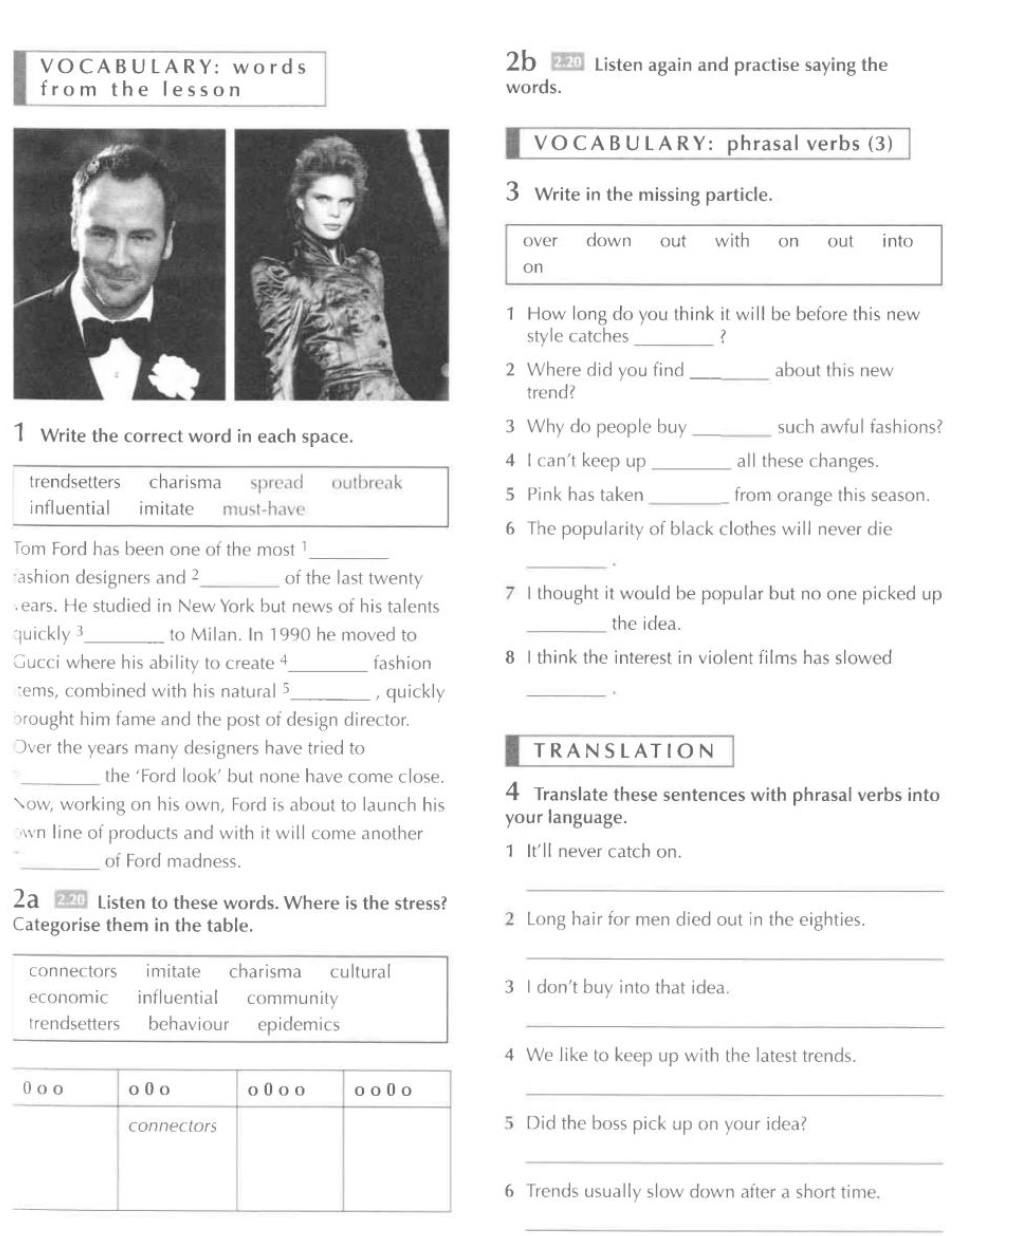 VOCABULARY: words
from the lesson
1 Write the correct word in each space.
trendsetters charisma spread outbreak
influential imitate must-have
Tom Ford has been one of the most 1________
fashion designers and 2________ of the last twenty
years. He studied in New York but news of his talents
quickly 3________ to Milan. In 1990 he moved to
Gucci where his ability to create 4________ fashion
items, combined with his natural 5________ , quickly
brought him fame and the post of design director.
Over the years many designers have tried to
________ the ‘Ford look’ but none have come close.
Now, working on his own, Ford is about to launch his
own line of products and with it will come another
________ of Ford madness.
2a 2.20 Listen to these words. Where is the stress?
Categorise them in the table.
connectors imitate charisma cultural
economic influential community
trendsetters behaviour epidemics
0 o o o 0 o o 0 o o o o 0 o
connectors
2b 2.20 Listen again and practise saying the
words.
VOCABULARY: phrasal verbs (3)
3 Write in the missing particle.
over down out with on out into
on
1 How long do you think it will be before this new
style catches ________ ?
2 Where did you find ________ about this new
trend?
3 Why do people buy ________ such awful fashions?
4 I can’t keep up ________ all these changes.
5 Pink has taken ________ from orange this season.
6 The popularity of black clothes will never die
________ .
7 I thought it would be popular but no one picked up
________ the idea.
8 I think the interest in violent films has slowed
________ .
TRANSLATION
4 Translate these sentences with phrasal verbs into
your language.
1 It’ll never catch on.
2 Long hair for men died out in the eighties.
3 I don’t buy into that idea.
4 We like to keep up with the latest trends.
5 Did the boss pick up on your idea?
6 Trends usually slow down after a short time.